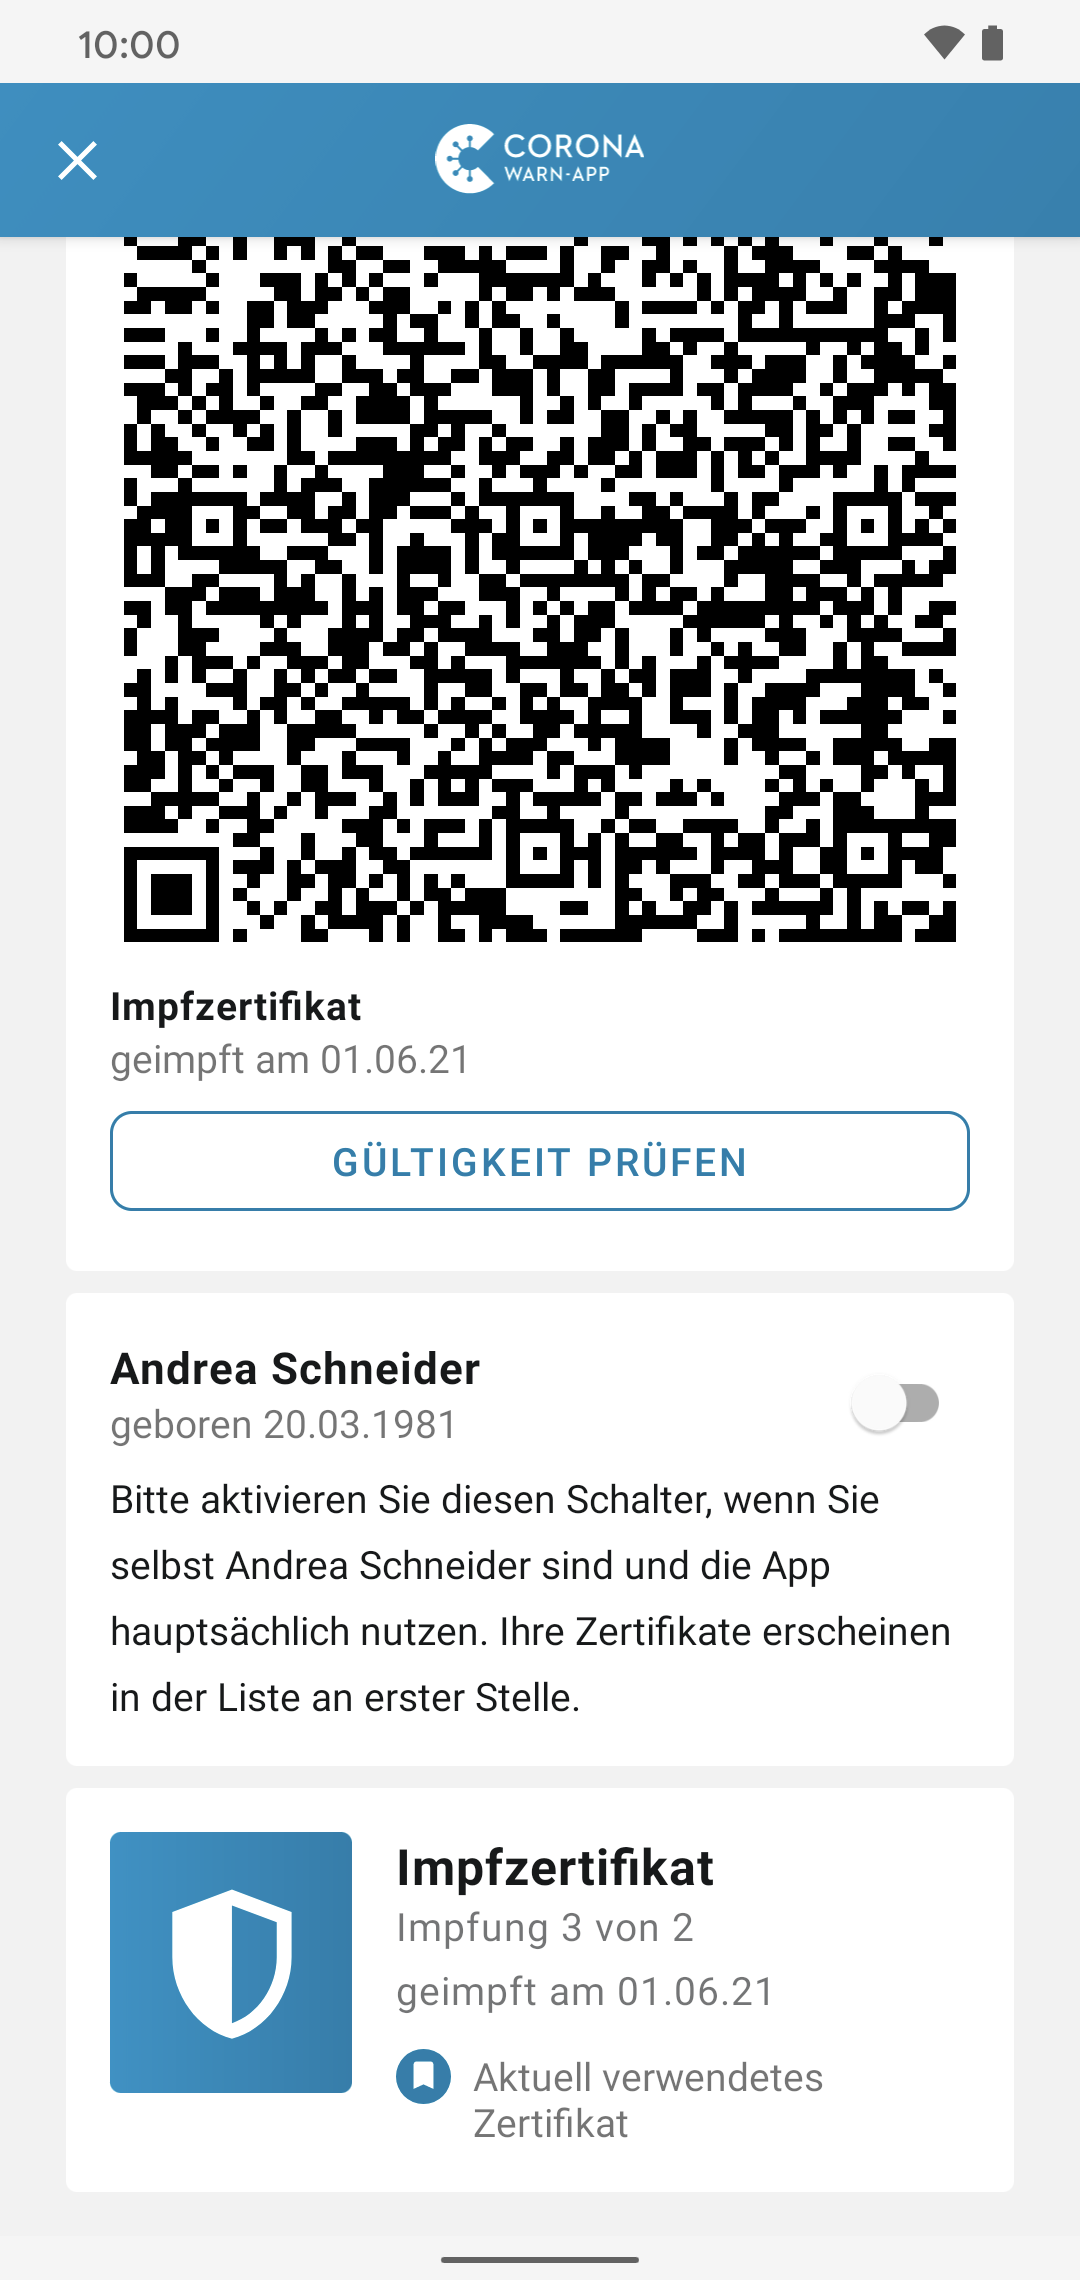 10:00
CORONA
WARN-APP
Impfzertifikat
geimpft am 01.06.21
GÜLTIGKEIT PRÜFEN
Andrea Schneider
geboren 20.03.1981
Bitte aktivieren Sie diesen Schalter, wenn Sie
selbst Andrea Schneider sind und die App
hauptsächlich nutzen. Ihre Zertifikate erscheinen
in der Liste an erster Stelle.
Impfzertifikat
Impfung 3 von 2
geimpft am 01.06.21
Aktuell verwendetes
Zertifikat